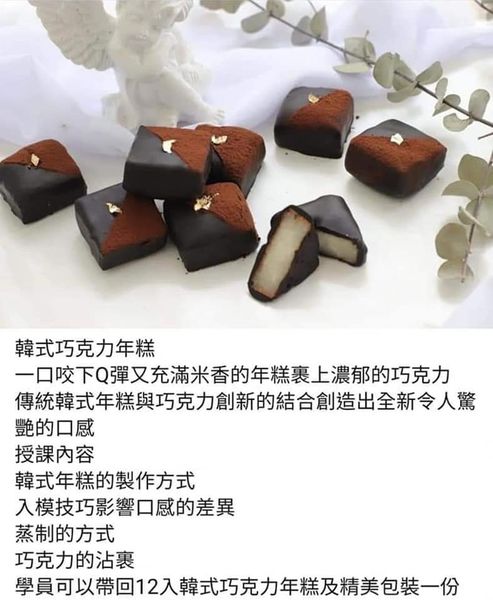 韓式巧克力年糕
一口咬下Q彈又充滿米香的年糕裹上濃郁的巧克力
傳統韓式年糕與巧克力創新的結合創造出全新令人驚
艷的口感
授課內容
韓式年糕的製作方式
入模技巧影響口感的差異
蒸制的方式
巧克力的沾裹
學員可以帶回12入韓式巧克力年糕及精美包裝一份